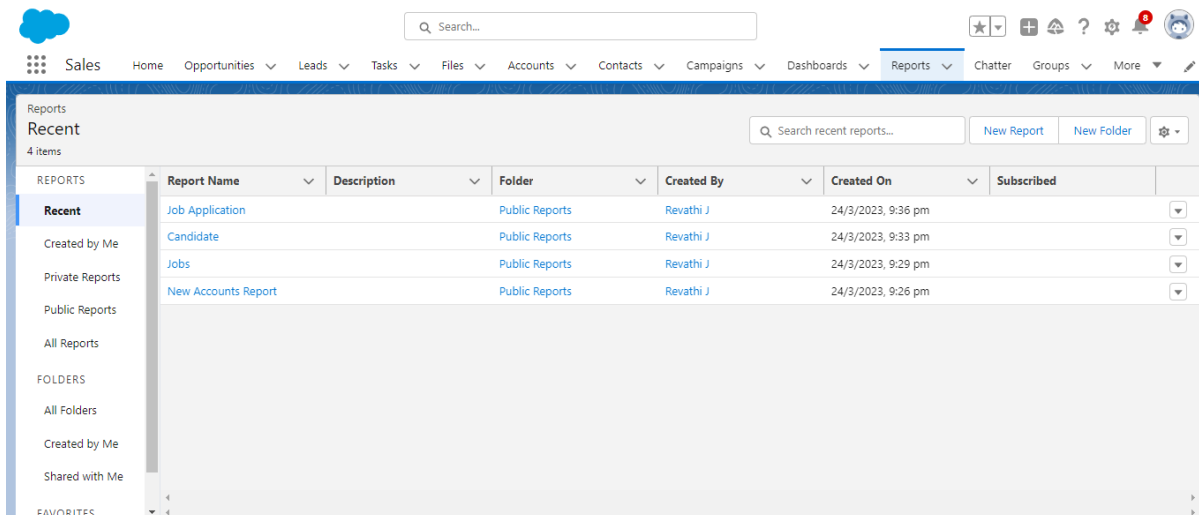 Search...
8
Sales Home Opportunities Leads Tasks Files Accounts Contacts Campaigns Dashboards Reports Chatter Groups More
Reports
Recent
4 items
Search recent reports...
New Report
New Folder
REPORTS
Recent
Created by Me
Private Reports
Public Reports
All Reports
FOLDERS
All Folders
Created by Me
Shared with Me
FAVORITES
Report Name Description Folder Created By Created On Subscribed
Job Application Public Reports Revathi J 24/3/2023, 9:36 pm
Candidate Public Reports Revathi J 24/3/2023, 9:33 pm
Jobs Public Reports Revathi J 24/3/2023, 9:29 pm
New Accounts Report Public Reports Revathi J 24/3/2023, 9:26 pm